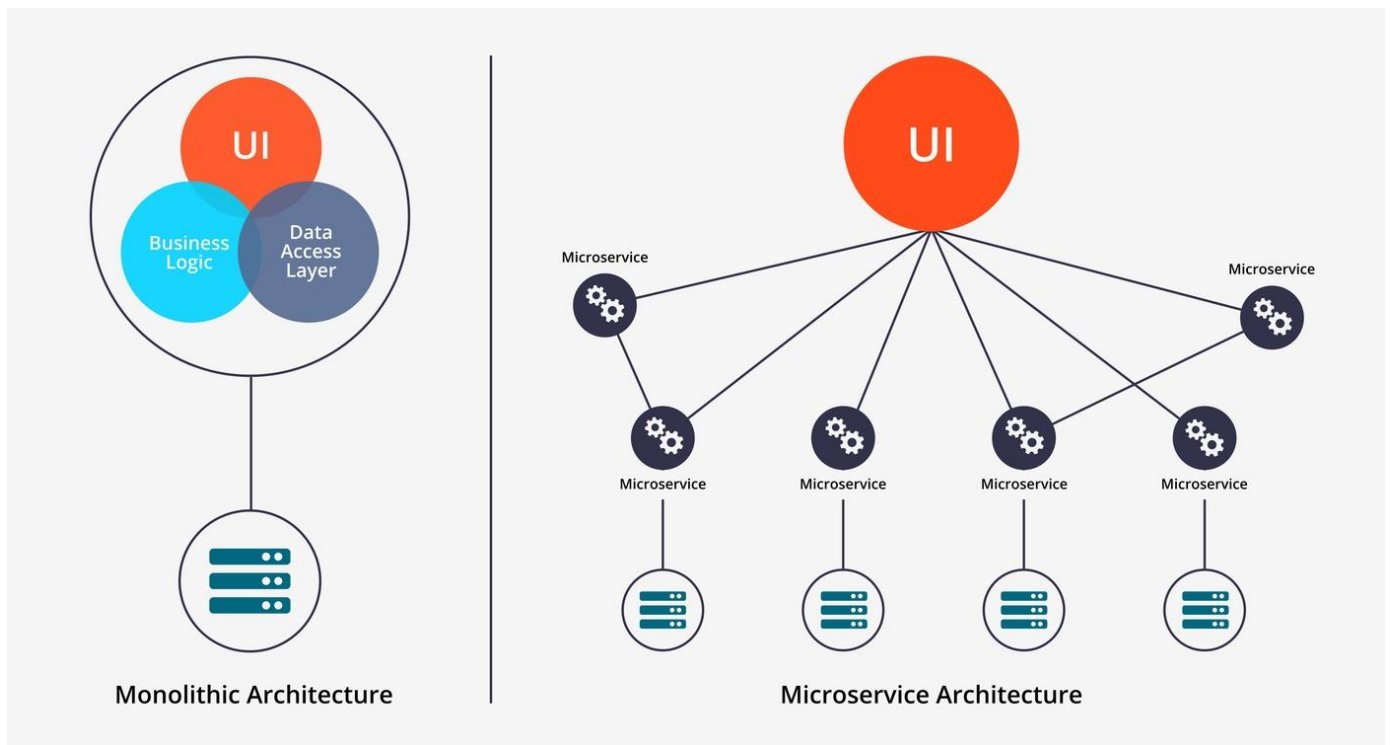 UI
Business
Logic
Data
Access
Layer
Monolithic Architecture
UI
Microservice
Microservice
Microservice
Microservice
Microservice
Microservice
Microservice Architecture